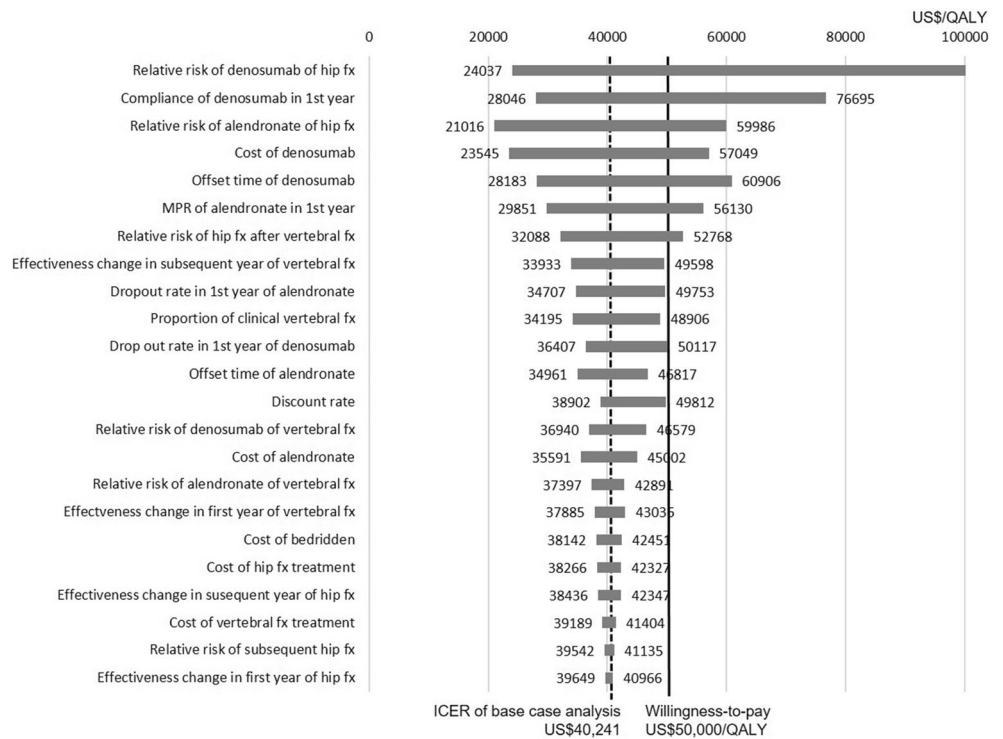 US$/QALY
0 20000 40000 60000 80000 100000
Relative risk of denosumab of hip fx 24037
Compliance of denosumab in 1st year 28046 76695
Relative risk of alendronate of hip fx 21016 59986
Cost of denosumab 23545 57049
Offset time of denosumab 28183 60906
MPR of alendronate in 1st year 29851 56130
Relative risk of hip fx after vertebral fx 32088 52768
Effectiveness change in subsequent year of vertebral fx 33933 49598
Dropout rate in 1st year of alendronate 34707 49753
Proportion of clinical vertebral fx 34195 48906
Drop out rate in 1st year of denosumab 36407 50117
Offset time of alendronate 34961 46817
Discount rate 38902 49812
Relative risk of denosumab of vertebral fx 36940 46579
Cost of alendronate 35591 45002
Relative risk of alendronate of vertebral fx 37397 42891
Effectveness change in first year of vertebral fx 37885 43035
Cost of bedridden 38142 42451
Cost of hip fx treatment 38266 42327
Effectiveness change in susequent year of hip fx 38436 42347
Cost of vertebral fx treatment 39189 41404
Relative risk of subsequent hip fx 39542 41135
Effectiveness change in first year of hip fx 39649 40966
ICER of base case analysis Willingness-to-pay
US$40,241 US$50,000/QALY